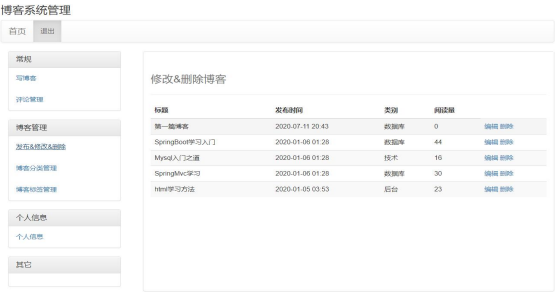 博客系统管理
首页 退出
常规
写博客
评论管理
博客管理
发布&修改&删除
博客分类管理
博客标签管理
个人信息
个人信息
其它
修改&删除博客
标题 发布时间 类别 阅读量
第一篇博客 2020-07-11 20:43 数据库 0 编辑 删除
SpringBoot学习入门 2020-01-06 01:28 数据库 44 编辑 删除
Mysql入门之道 2020-01-06 01:28 技术 16 编辑 删除
SpringMvc学习 2020-01-06 01:28 数据库 30 编辑 删除
html学习方法 2020-01-05 03:53 后台 23 编辑 删除